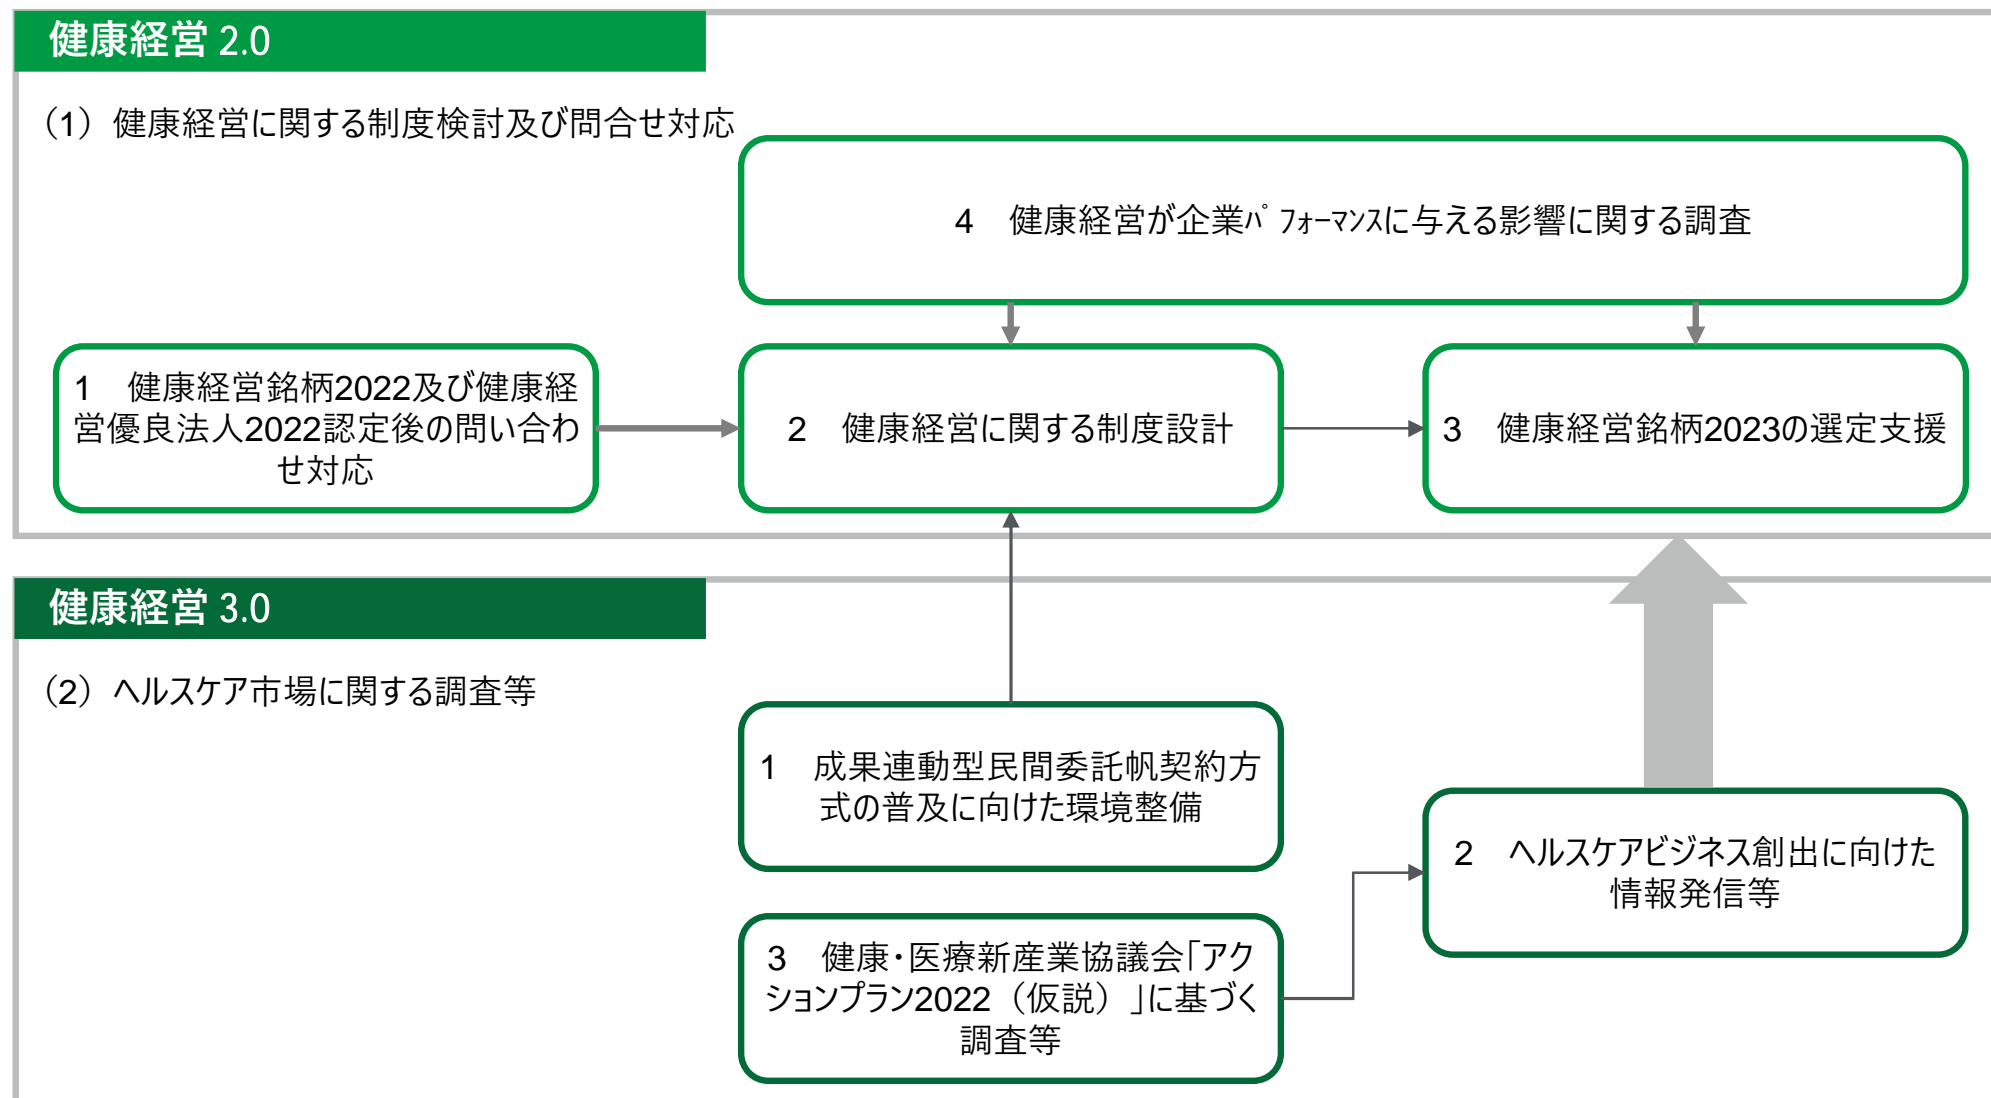 健康経営 2.0
（1）健康経営に関する制度検討及び問合せ対応
4　健康経営が企業ﾊﾟﾌｫｰﾏﾝｽに与える影響に関する調査
1　健康経営銘柄2022及び健康経
営優良法人2022認定後の問い合わ
せ対応
2　健康経営に関する制度設計
3　健康経営銘柄2023の選定支援
健康経営 3.0
（2）ヘルスケア市場に関する調査等
1　成果連動型民間委託帆契約方
式の普及に向けた環境整備
2　ヘルスケアビジネス創出に向けた
情報発信等
3　健康・医療新産業協議会「アク
ションプラン2022（仮説）」に基づく
調査等